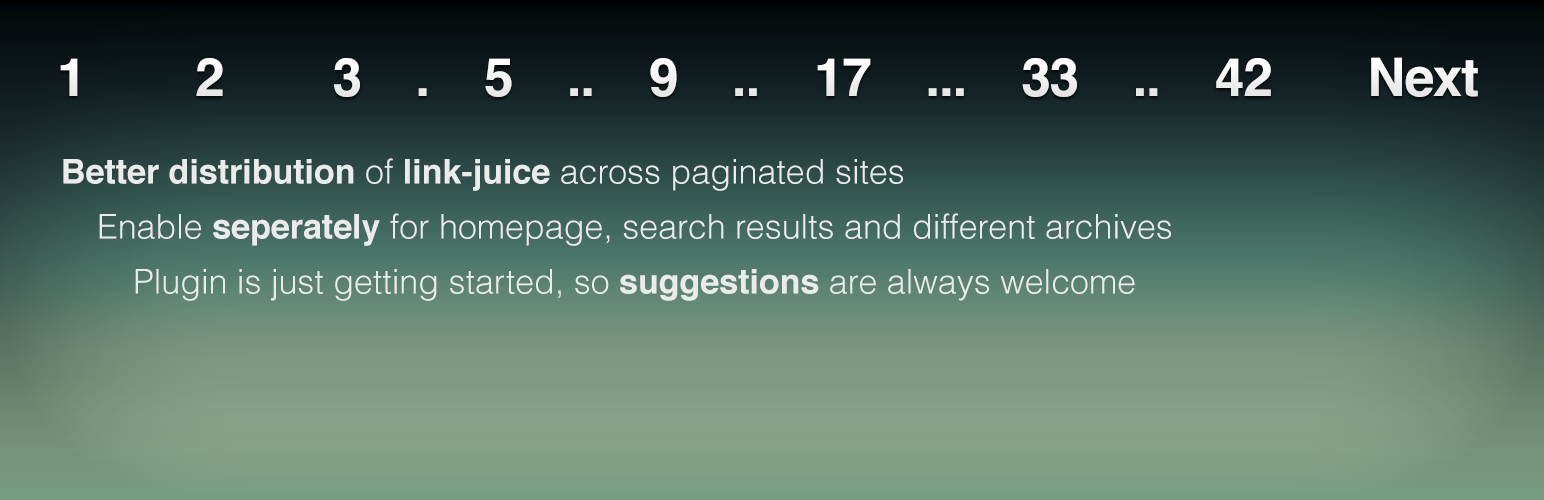 1 2 3 . 5 .. 9 .. 17 ... 33 .. 42 Next
Better distribution of link-juice across paginated sites
Enable seperately for homepage, search results and different archives
Plugin is just getting started, so suggestions are always welcome